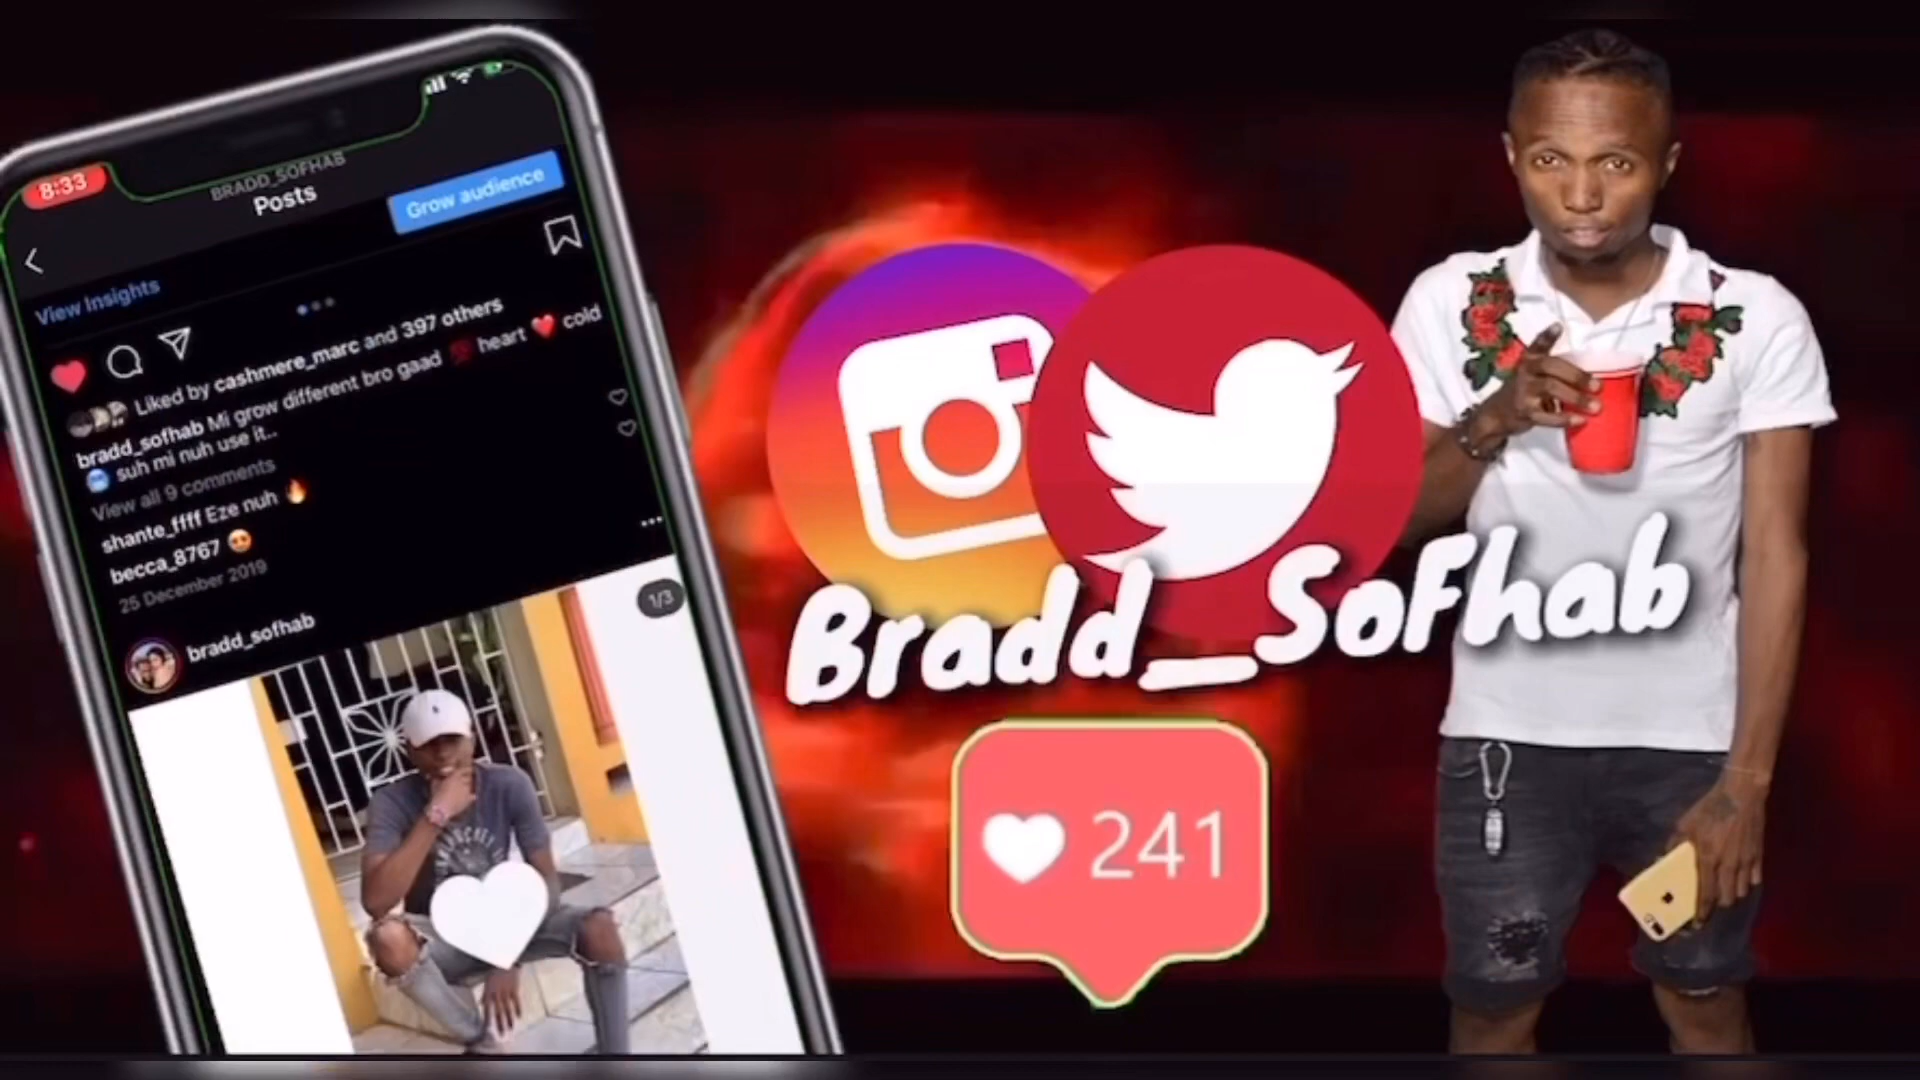 8:33
BRADD_SOFHAB
Posts
Grow audience
View Insights
Liked by cashmere_marc and 397 others
bradd_sofhab Mi grow different bro gaad 💯 heart ❤️ cold
🥶 suh mi nuh use it..
View all 9 comments
shante_ffff Eze nuh 🔥
becca_8767 😍
25 December 2019
bradd_sofhab
1/3
Bradd_SoFhab
241